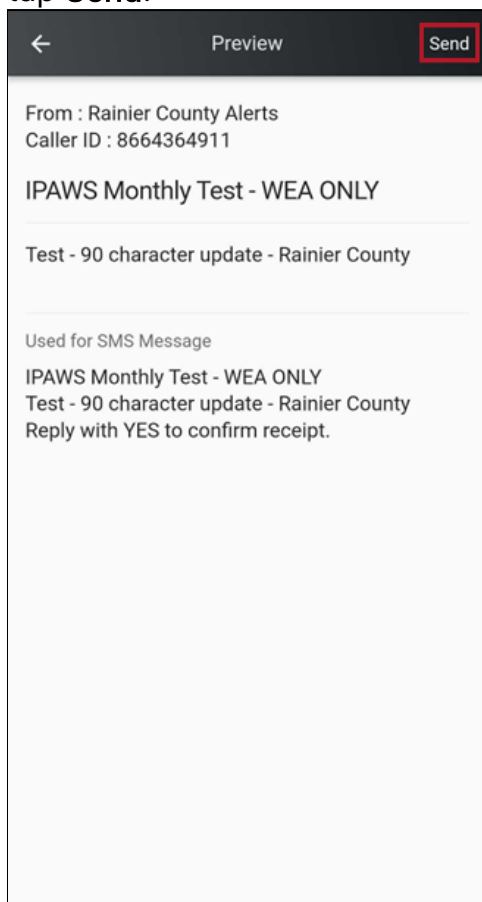 tap Send.
Preview
Send
From : Rainier County Alerts
Caller ID : 8664364911
IPAWS Monthly Test - WEA ONLY
Test - 90 character update - Rainier County
Used for SMS Message
IPAWS Monthly Test - WEA ONLY
Test - 90 character update - Rainier County
Reply with YES to confirm receipt.